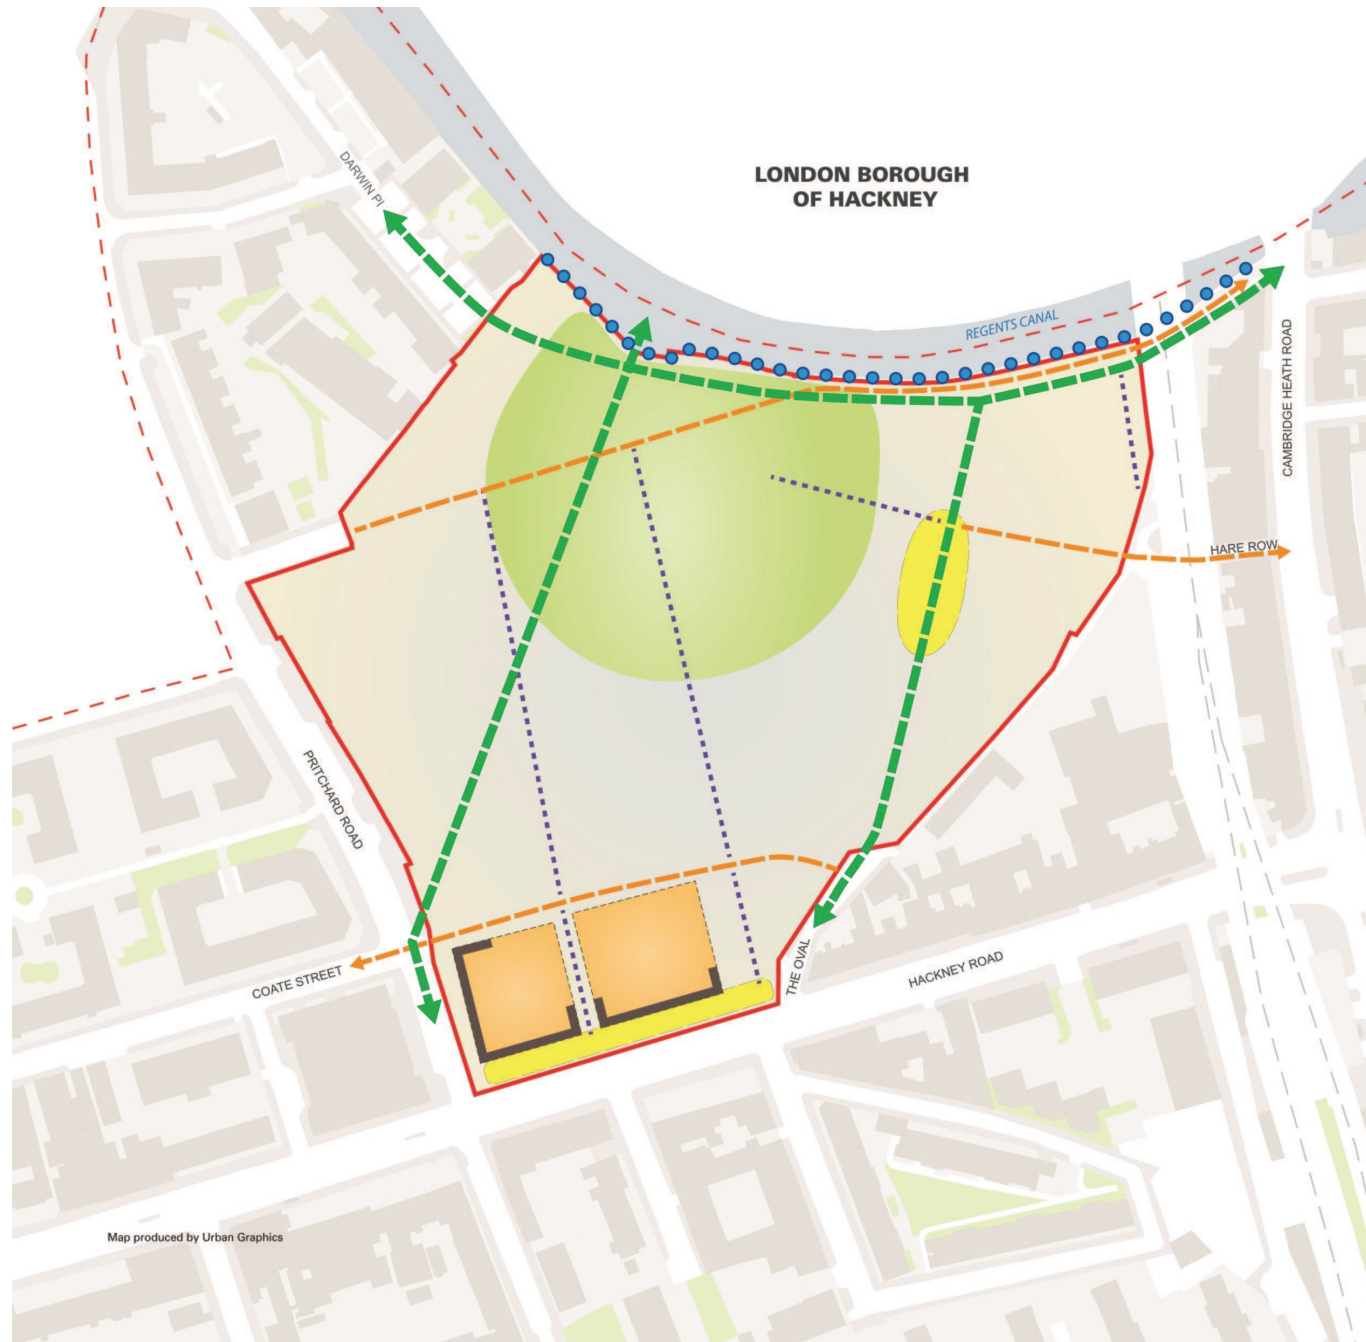 LONDON BOROUGH
OF HACKNEY
DARWIN Pl
REGENTS CANAL
CAMBRIDGE HEATH ROAD
HARE ROW
PRITCHARD ROAD
COATE STREET
THE OVAL
HACKNEY ROAD
Map produced by Urban Graphics